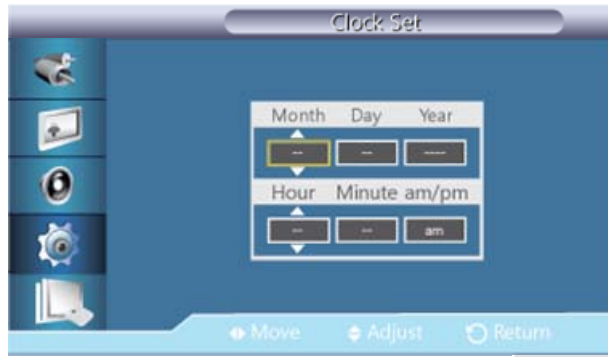 Clock Set
Month Day Year
-- -- ----
Hour Minute am/pm
-- -- am
Move Adjust Return